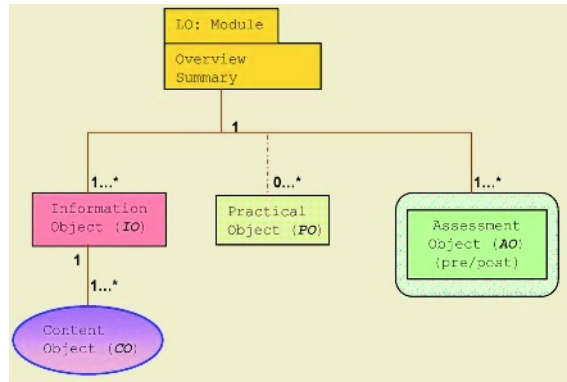 LO: Module
Overview
Summary
1
1...*
0...*
1...*
Information
Object (IO)
Practical
Object (PO)
Assessment
Object (AO)
(pre/post)
1
1...*
Content
Object (CO)